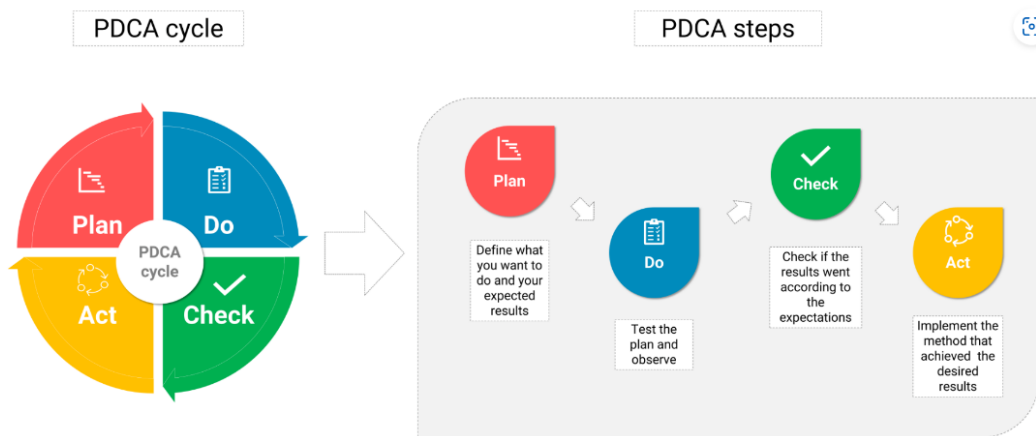 PDCA cycle
PDCA steps
Plan
Do
PDCA
cycle
Act
Check
Plan
Define what
you want to
do and your
expected
results
Do
Test the
plan and
observe
Check
Check if the
results went
according to
the
expectations
Act
Implement the
method that
achieved the
desired
results